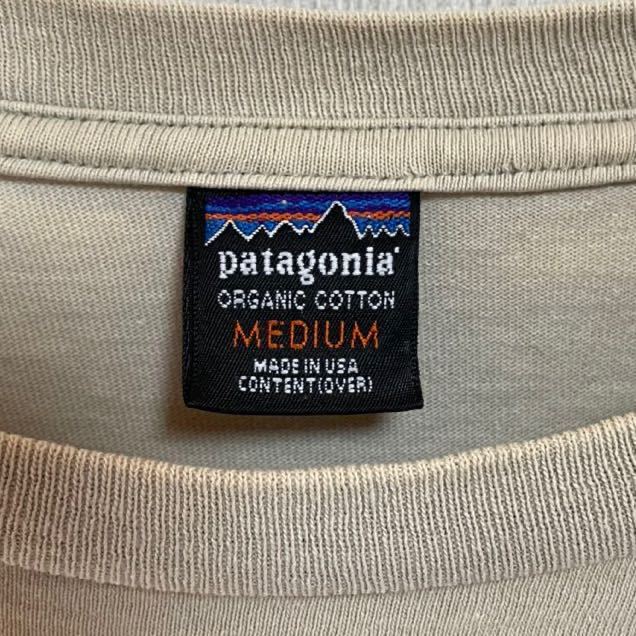 patagonia®
ORGANIC COTTON
MEDIUM
MADE IN USA
CONTENT(OVER)